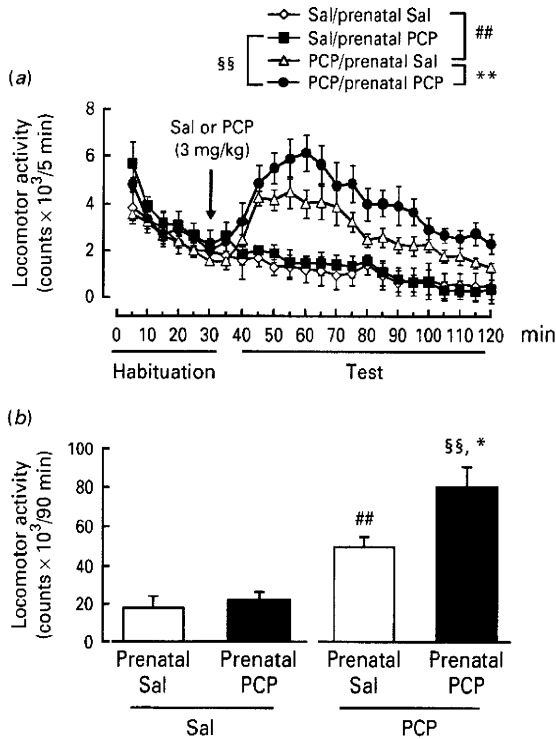 Sal/prenatal Sal
Sal/prenatal PCP
PCP/prenatal Sal
PCP/prenatal PCP
##
§§
**
(a)
Locomotor activity
(counts × 10³/5 min)
8
6
4
2
0
Sal or PCP
(3 mg/kg)
0 10 20 30 40 50 60 70 80 90 100 110 120 min
Habituation Test
(b)
Locomotor activity
(counts × 10³/90 min)
100
80
60
40
20
0
##
§§, *
Prenatal Sal
Prenatal PCP
Prenatal Sal
Prenatal PCP
Sal PCP